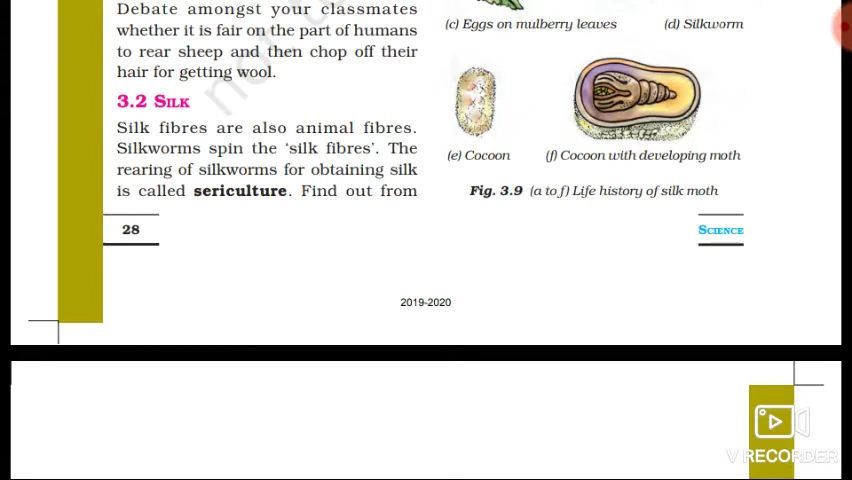 Debate amongst your classmates
whether it is fair on the part of humans
to rear sheep and then chop off their
hair for getting wool.
3.2 SILK
Silk fibres are also animal fibres.
Silkworms spin the ‘silk fibres’. The
rearing of silkworms for obtaining silk
is called sericulture. Find out from
(c) Eggs on mulberry leaves
(d) Silkworm
(e) Cocoon
(f) Cocoon with developing moth
Fig. 3.9 (a to f) Life history of silk moth
28
SCIENCE
2019-2020
V RECORDER